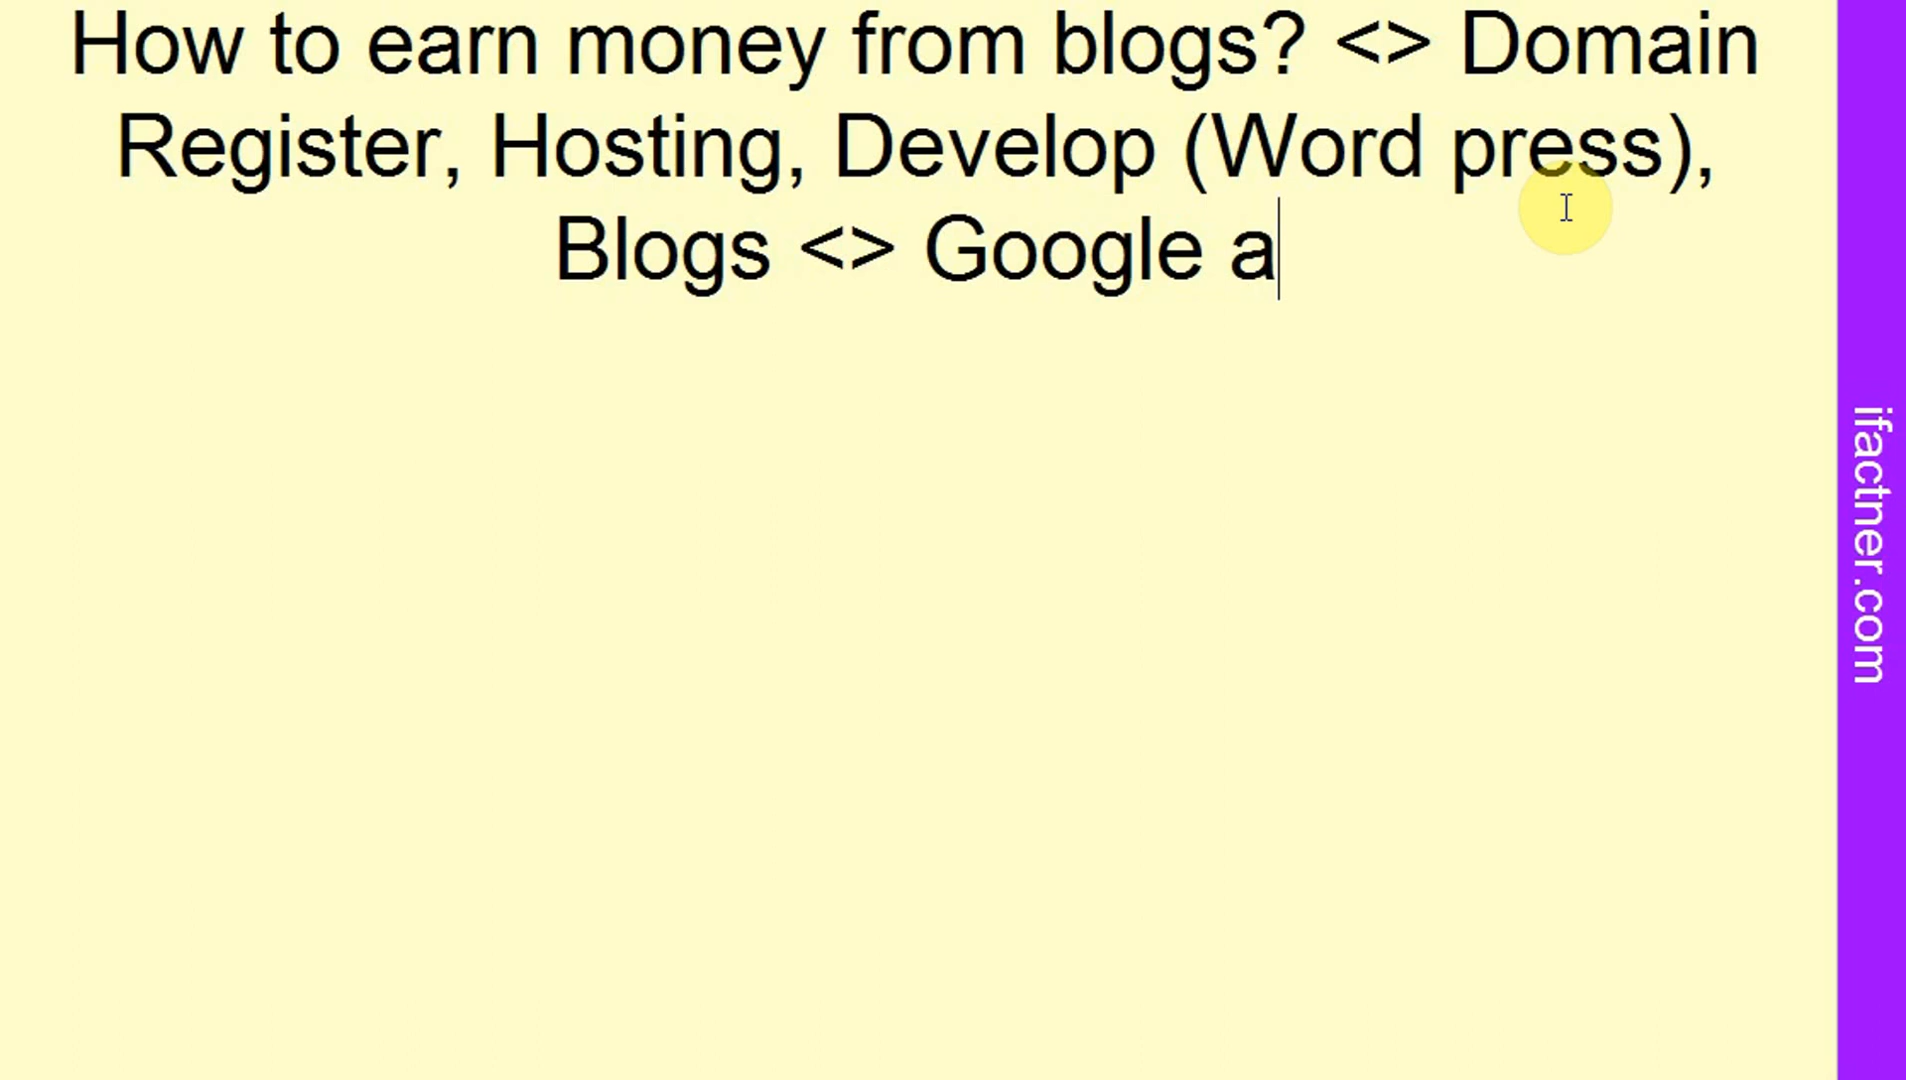 How to earn money from blogs? <> Domain
Register, Hosting, Develop (Word press),
Blogs <> Google a
ifactner.com